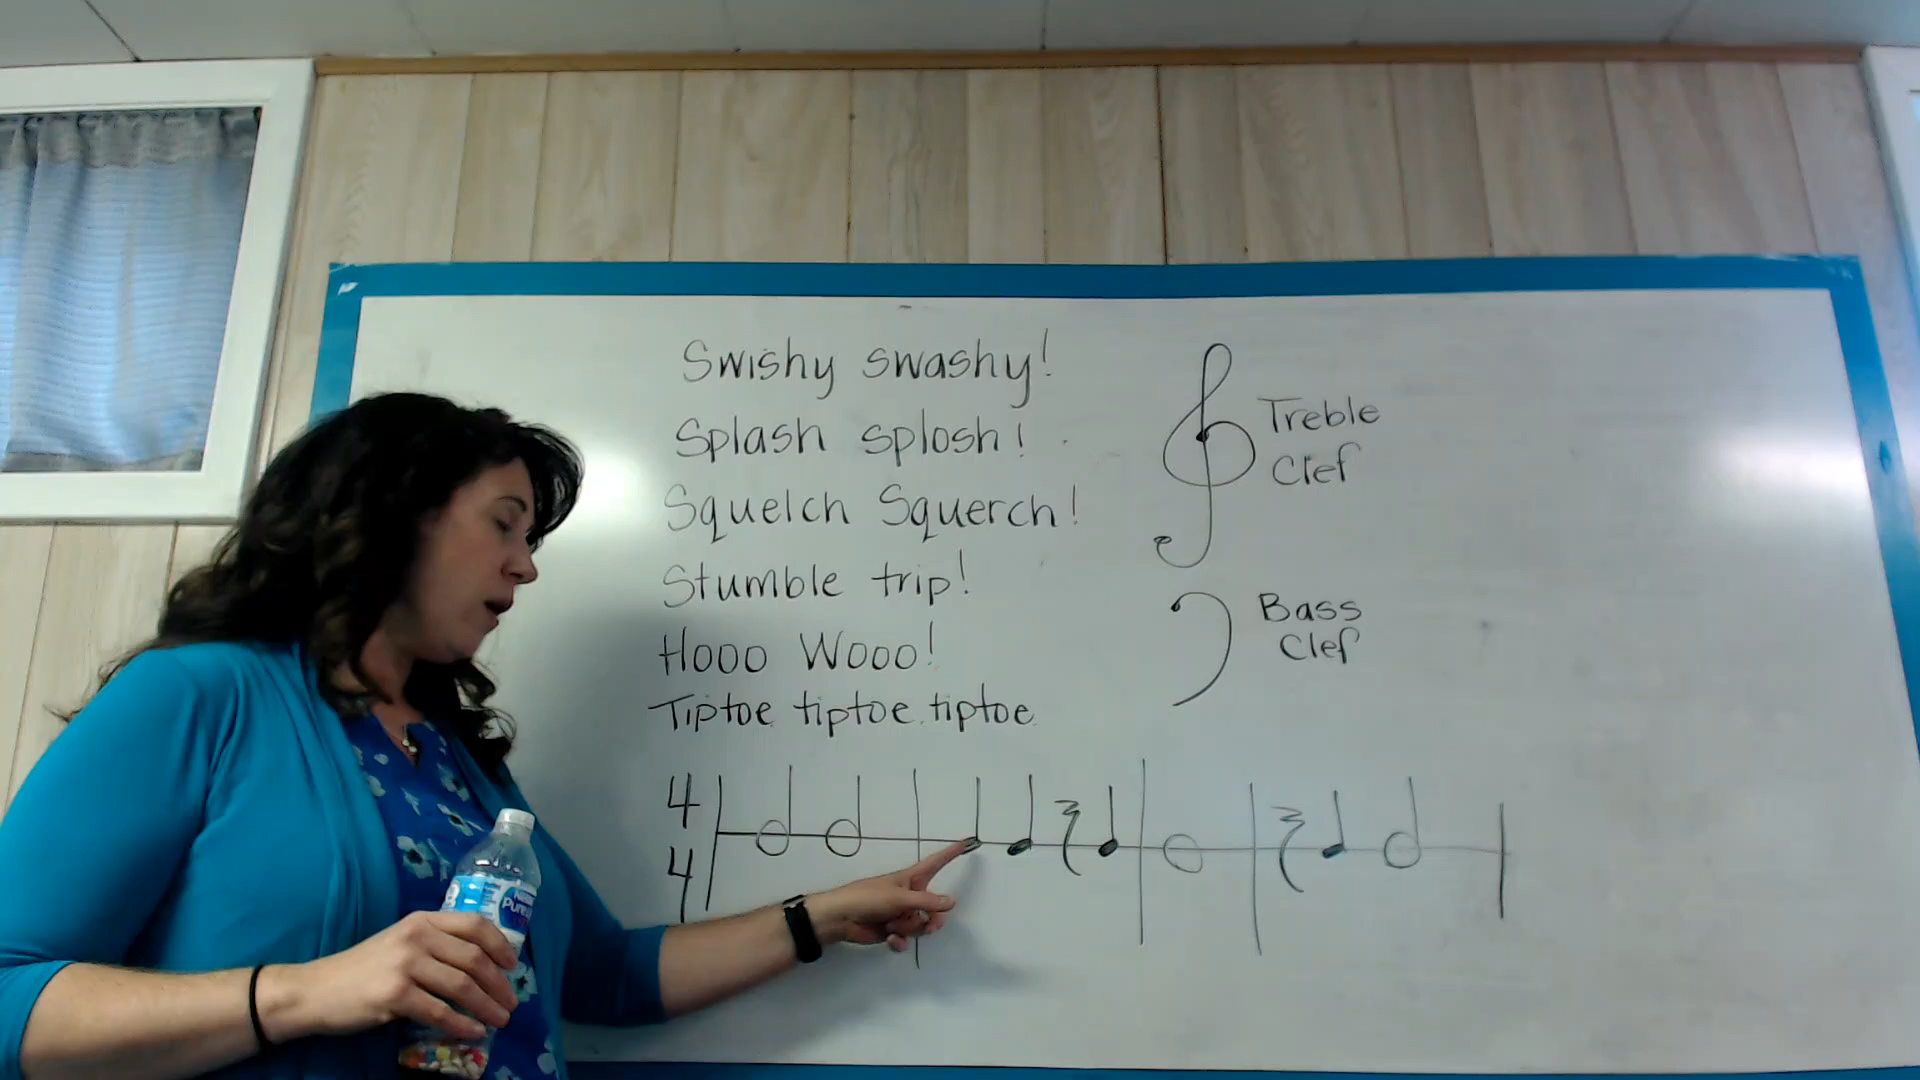 Swishy swashy!
Splash splosh!
Squelch Squerch!
Stumble trip!
Hooo Wooo!
Tiptoe tiptoe tiptoe
Treble
Clef
Bass
Clef
4
4
Pure